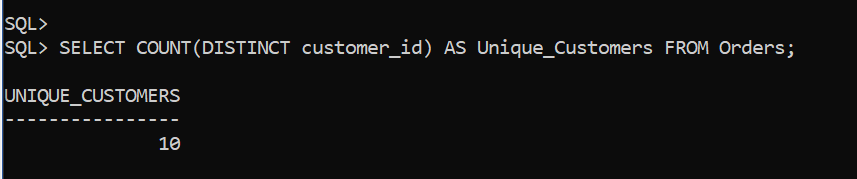 SQL>
SQL> SELECT COUNT(DISTINCT customer_id) AS Unique_Customers FROM Orders;
UNIQUE_CUSTOMERS
----------------
10